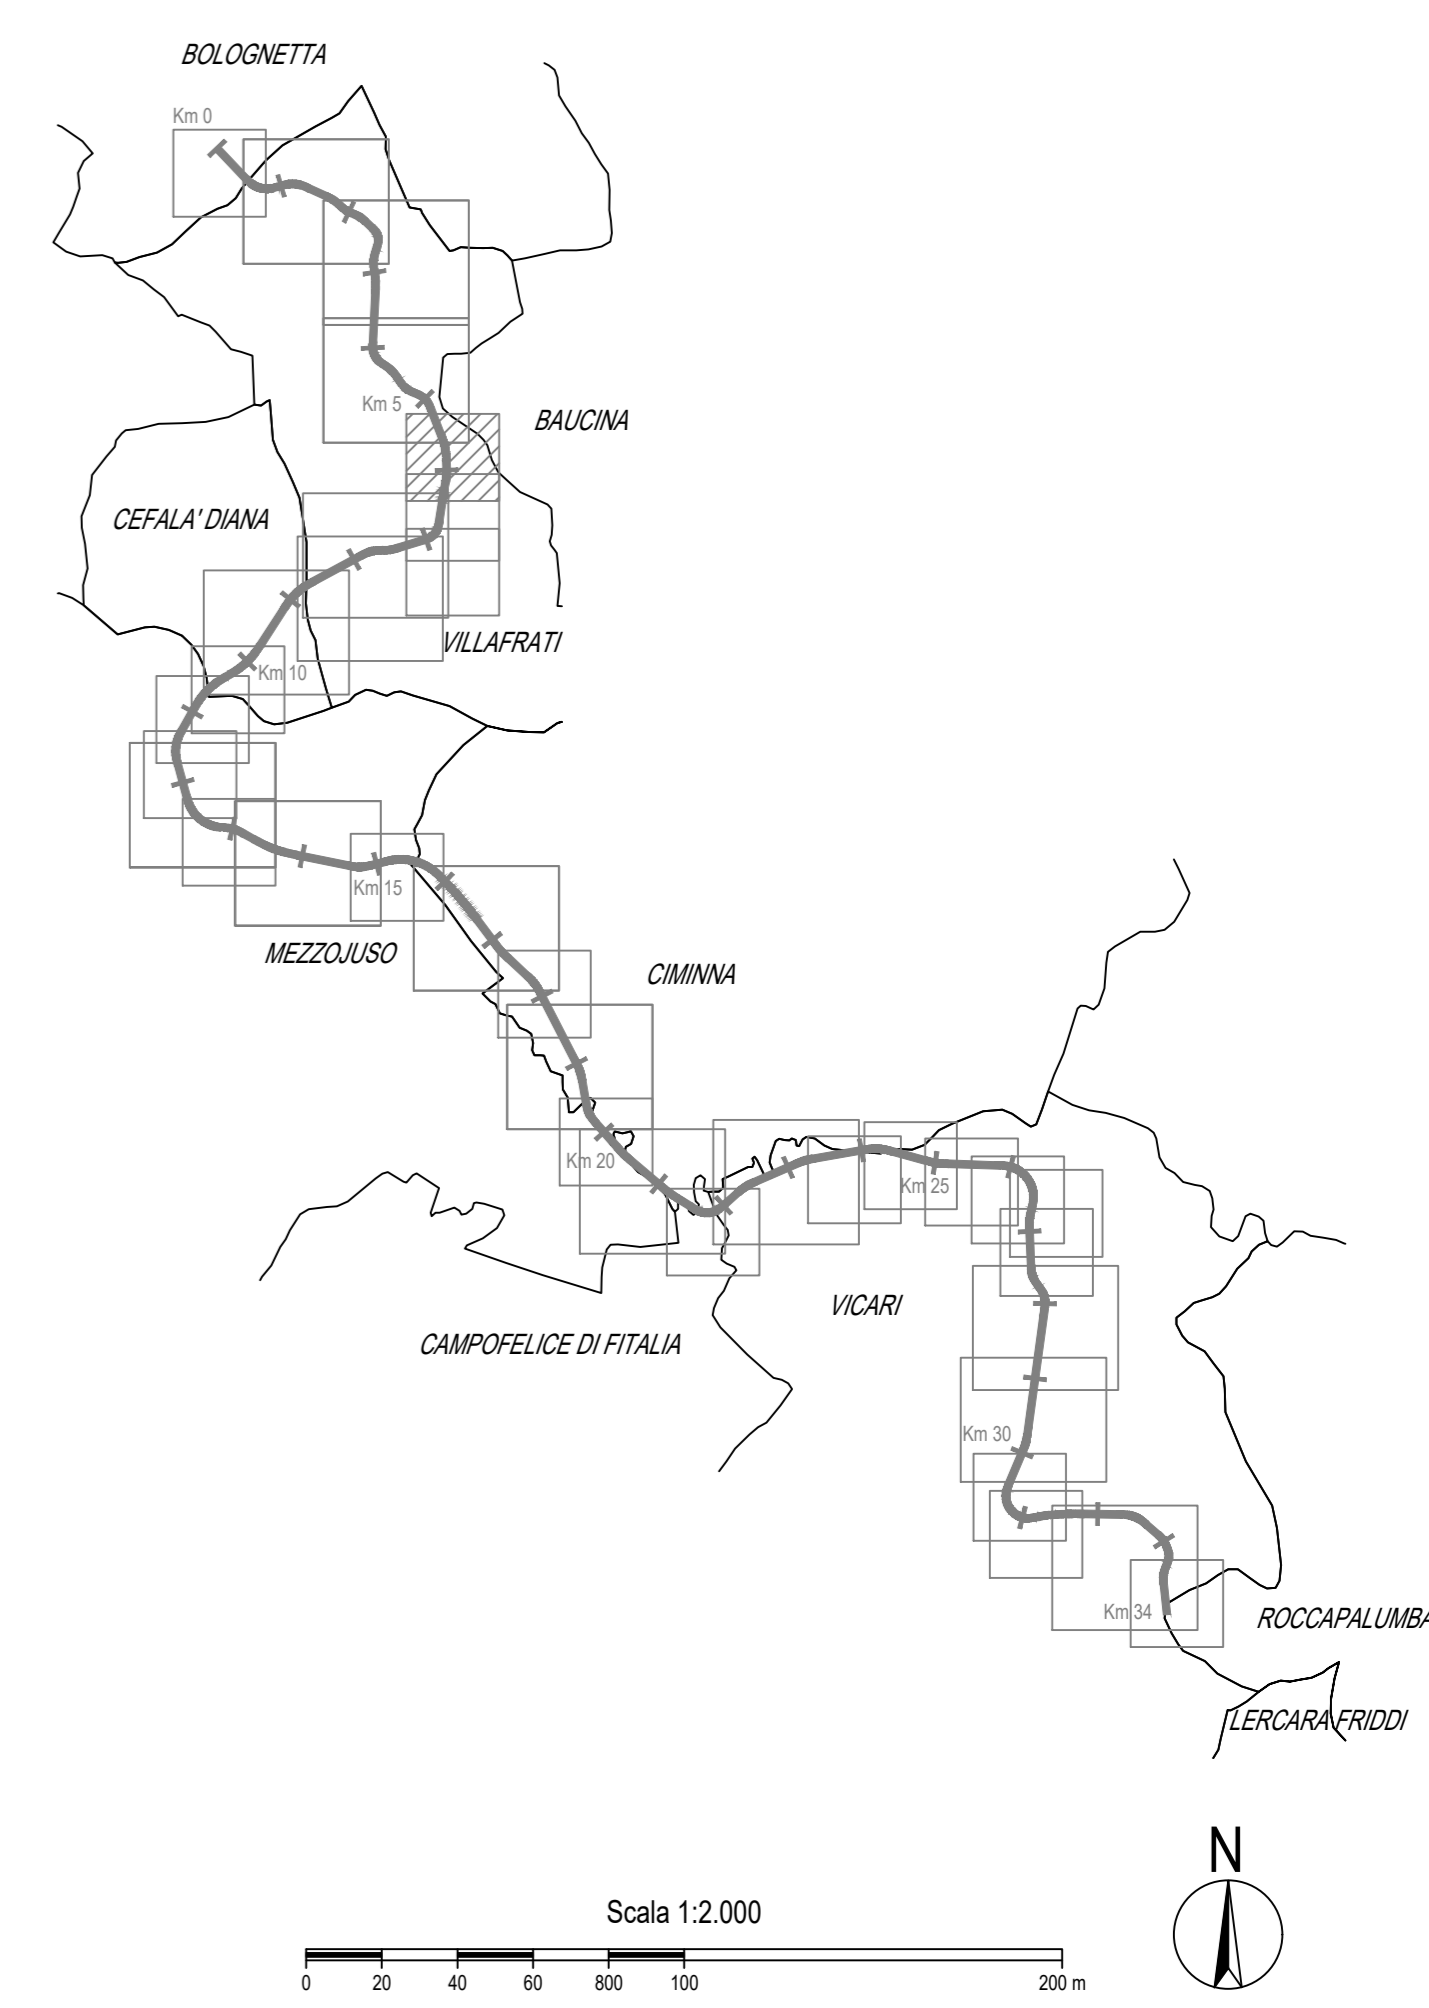 BOLOGNETTA
Km 0
Km 5
BAUCINA
CEFALA' DIANA
VILLAFRATI
Km 10
Km 15
MEZZOJUSO
CIMINNA
Km 20
Km 25
VICARI
CAMPOFELICE DI FITALIA
Km 30
Km 34
ROCCAPALUMBA
LERCARA FRIDDI
N
Scala 1:2.000
0 20 40 60 800 100 200 m